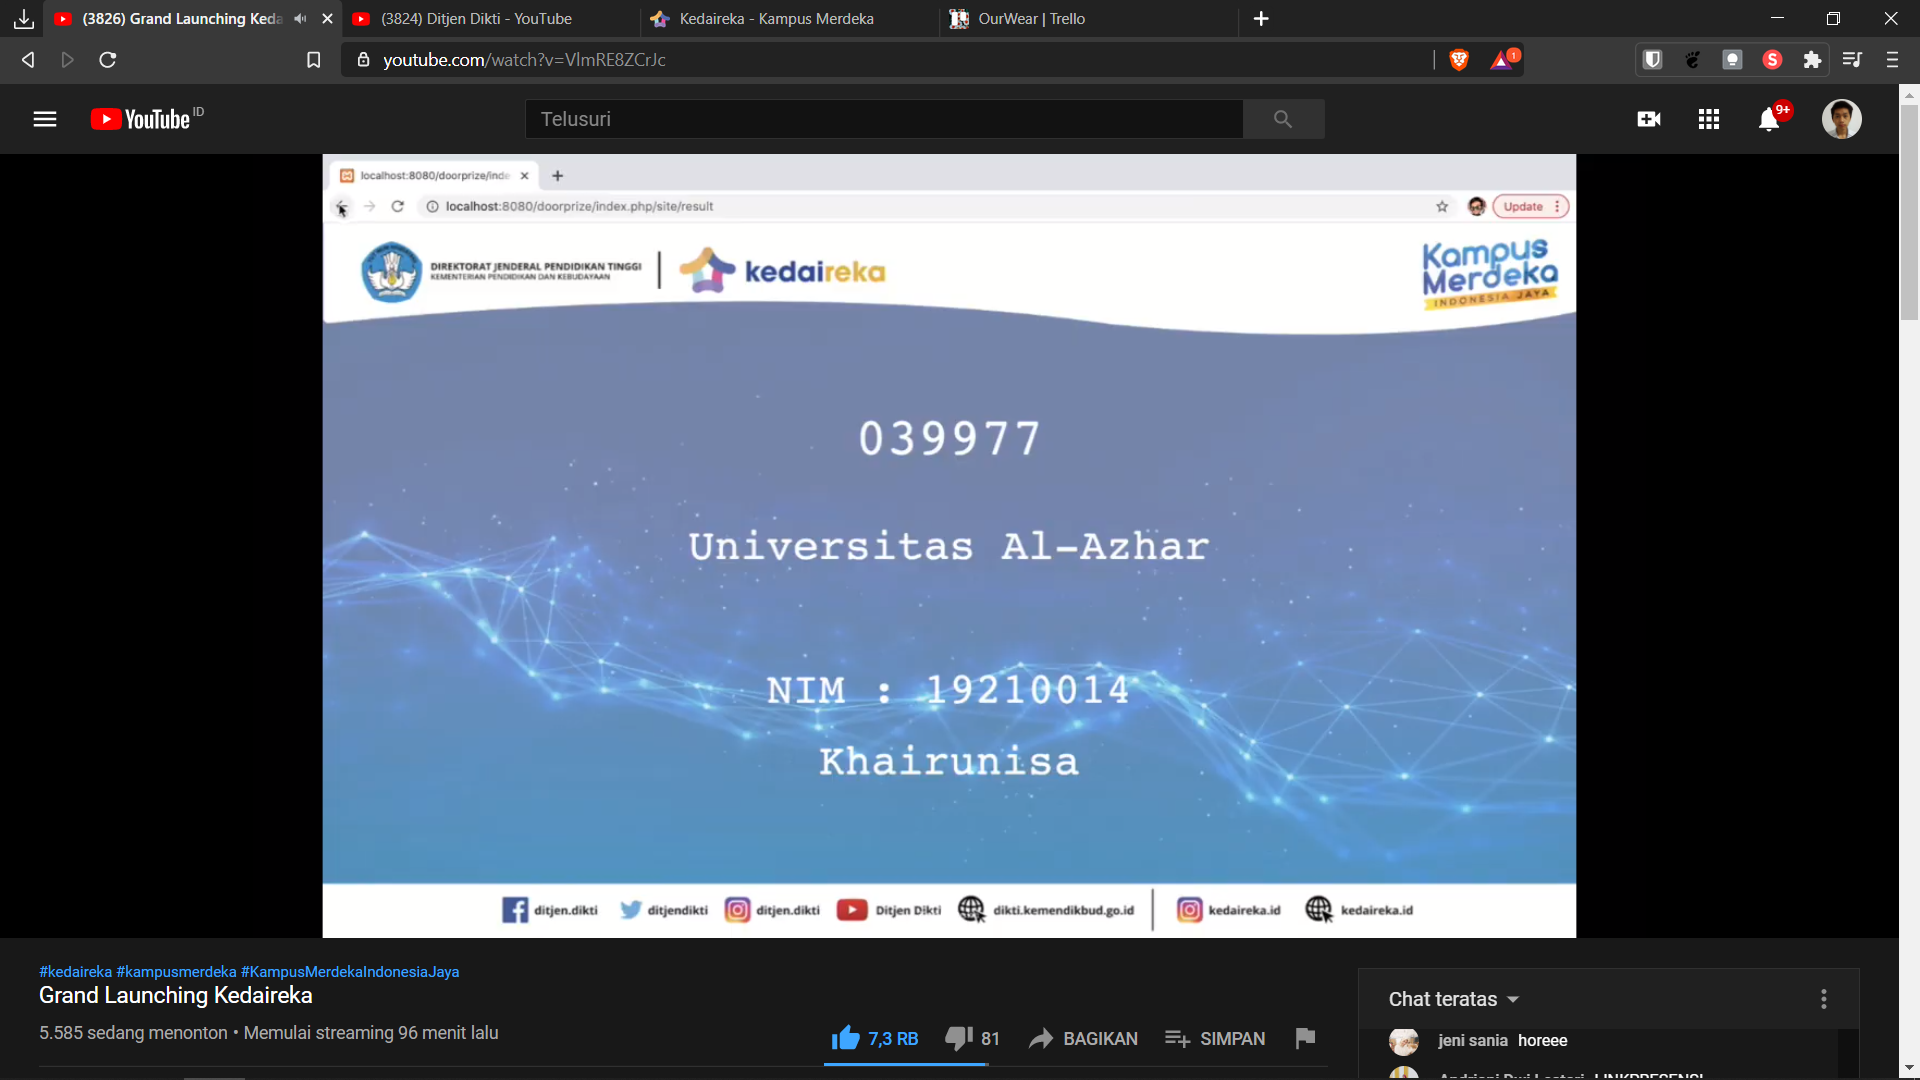 (3826) Grand Launching Keda
(3824) Ditjen Dikti - YouTube
Kedaireka - Kampus Merdeka
OurWear | Trello
youtube.com/watch?v=VlmRE8ZCrJc
1
S
YouTube ID
Telusuri
9+
localhost:8080/doorprize/inde
localhost:8080/doorprize/index.php/site/result
Update
DIREKTORAT JENDERAL PENDIDIKAN TINGGI
KEMENTERIAN PENDIDIKAN DAN KEBUDAYAAN
kedaireka
Kampus
Merdeka
INDONESIA JAYA
039977
Universitas Al-Azhar
NIM : 19210014
Khairunisa
ditjen.dikti
ditjendikti
ditjen.dikti
Ditjen Dikti
dikti.kemendikbud.go.id
kedaireka.id
kedaireka.id
#kedaireka #kampusmerdeka #KampusMerdekaIndonesiaJaya
Grand Launching Kedaireka
5.585 sedang menonton • Memulai streaming 96 menit lalu
7,3 RB
81
BAGIKAN
SIMPAN
Chat teratas
jeni sania horeee